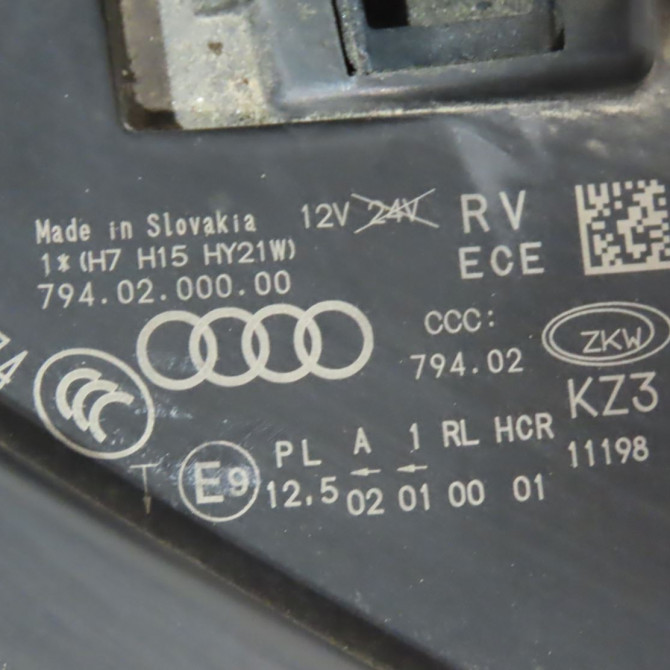 Made in Slovakia 12V 24V RV
1*(H7 H15 HY21W) ECE
794.02.000.00
CCC:
794.02
ZKW
KZ3
11198
CCC
E9
PL A 1 RL HCR
12.5 02 01 00 01
T